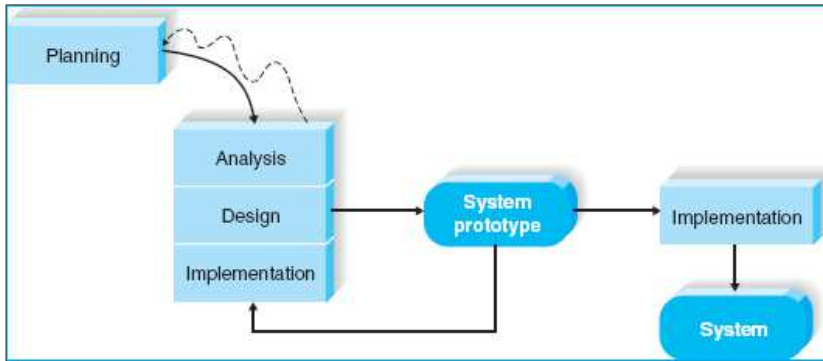 Planning
Analysis
Design
Implementation
System
prototype
Implementation
System